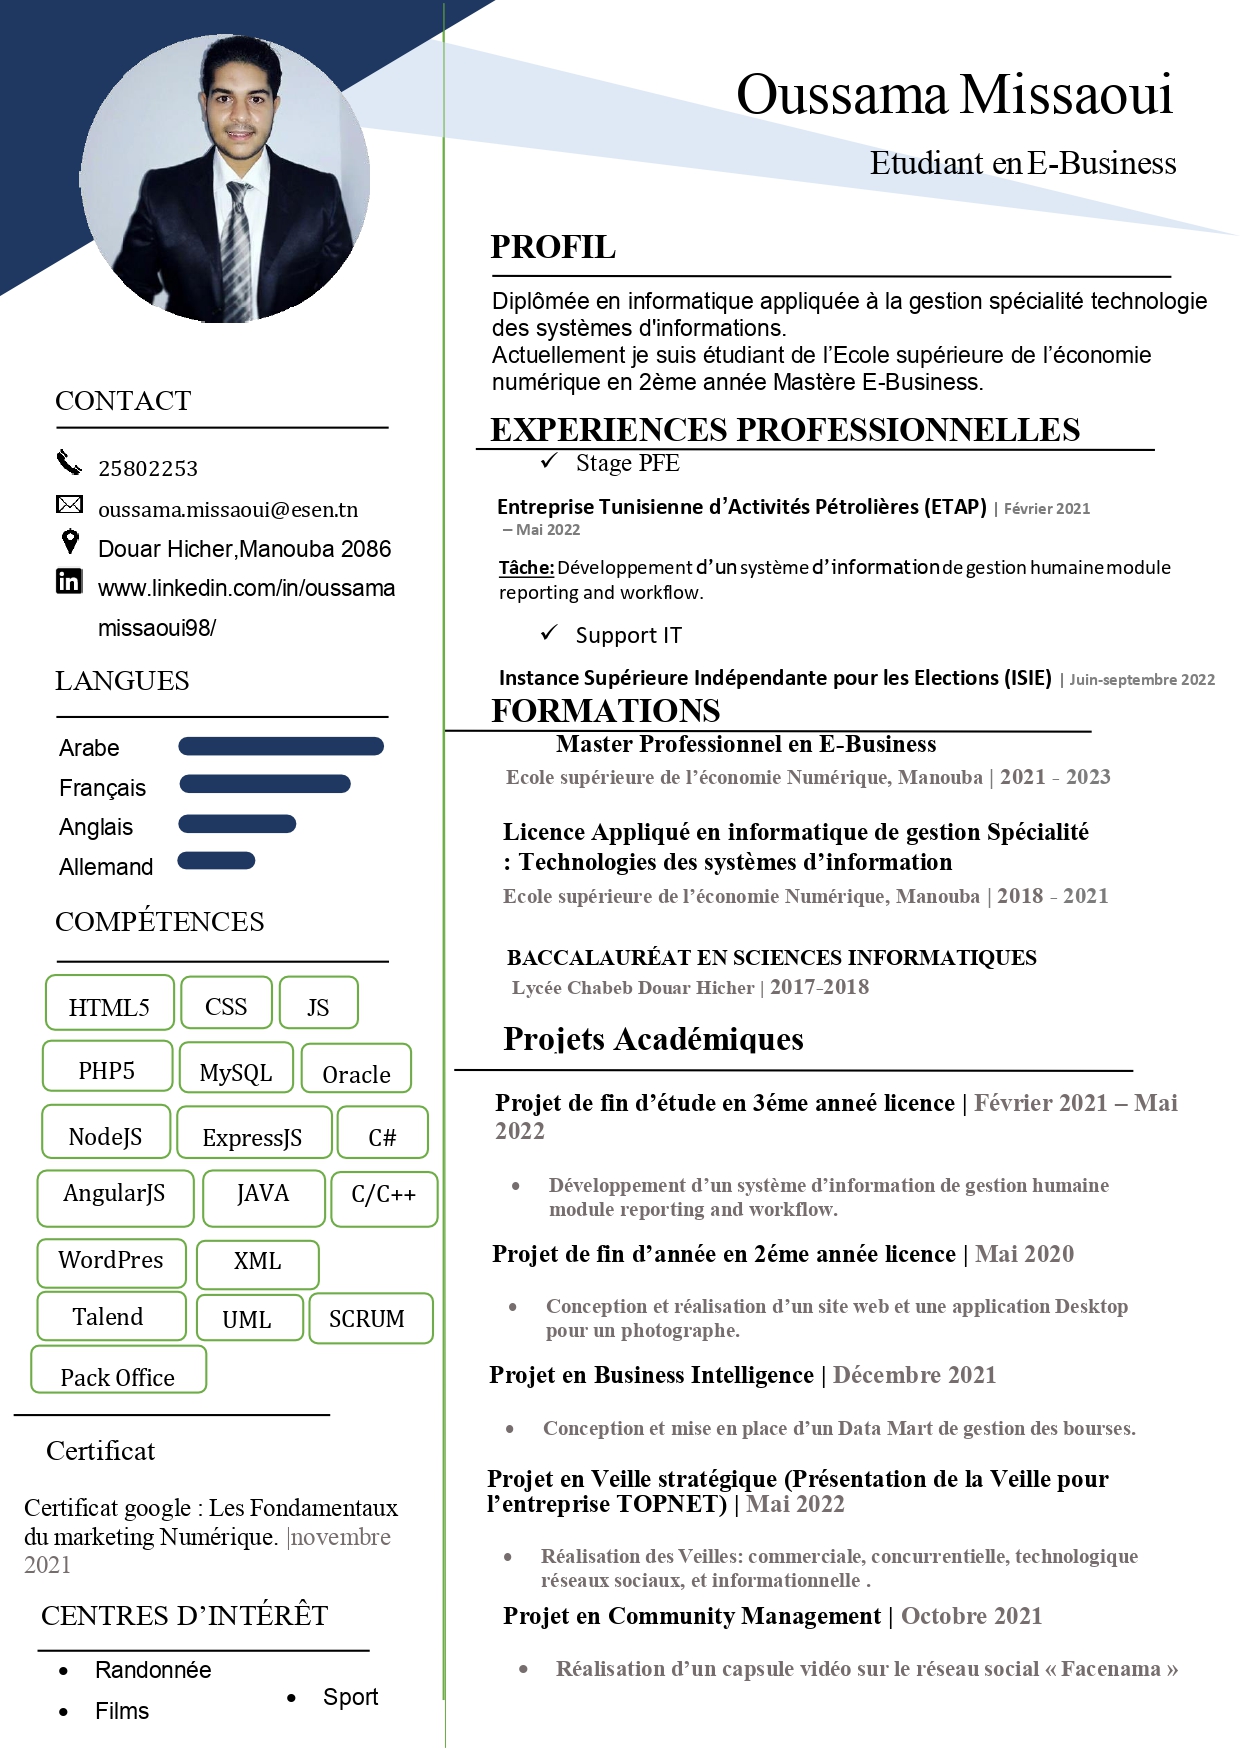 Oussama Missaoui
Etudiant en E-Business
CONTACT
25802253
oussama.missaoui@esen.tn
Douar Hicher,Manouba 2086
www.linkedin.com/in/oussama
missaoui98/
LANGUES
Arabe
Français
Anglais
Allemand
COMPÉTENCES
HTML5 CSS JS
PHP5 MySQL Oracle
NodeJS ExpressJS C#
AngularJS JAVA C/C++
WordPres XML
Talend UML SCRUM
Pack Office
Certificat
Certificat google : Les Fondamentaux
du marketing Numérique. |novembre
2021
CENTRES D’INTÉRÊT
• Randonnée
• Films
• Sport
PROFIL
Diplômée en informatique appliquée à la gestion spécialité technologie
des systèmes d'informations.
Actuellement je suis étudiant de l’Ecole supérieure de l’économie
numérique en 2ème année Mastère E-Business.
EXPERIENCES PROFESSIONNELLES
✓ Stage PFE
Entreprise Tunisienne d’Activités Pétrolières (ETAP) | Février 2021
– Mai 2022
Tâche: Développement d’un système d’information de gestion humaine module
reporting and workflow.
✓ Support IT
Instance Supérieure Indépendante pour les Elections (ISIE) | Juin-septembre 2022
FORMATIONS
Master Professionnel en E-Business
Ecole supérieure de l’économie Numérique, Manouba | 2021 - 2023
Licence Appliqué en informatique de gestion Spécialité
: Technologies des systèmes d’information
Ecole supérieure de l’économie Numérique, Manouba | 2018 - 2021
BACCALAURÉAT EN SCIENCES INFORMATIQUES
Lycée Chabeb Douar Hicher | 2017-2018
Projets Académiques
Projet de fin d’étude en 3éme anneé licence | Février 2021 – Mai
2022
• Développement d’un système d’information de gestion humaine
module reporting and workflow.
Projet de fin d’année en 2éme année licence | Mai 2020
• Conception et réalisation d’un site web et une application Desktop
pour un photographe.
Projet en Business Intelligence | Décembre 2021
• Conception et mise en place d’un Data Mart de gestion des bourses.
Projet en Veille stratégique (Présentation de la Veille pour
l’entreprise TOPNET) | Mai 2022
• Réalisation des Veilles: commerciale, concurrentielle, technologique
réseaux sociaux, et informationnelle .
Projet en Community Management | Octobre 2021
• Réalisation d’un capsule vidéo sur le réseau social « Facenama »